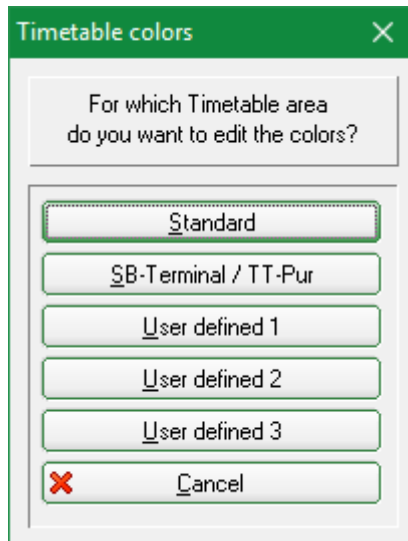 Timetable colors
For which Timetable area
do you want to edit the colors?
Standard
SB-Terminal / TT-Pur
User defined 1
User defined 2
User defined 3
Cancel